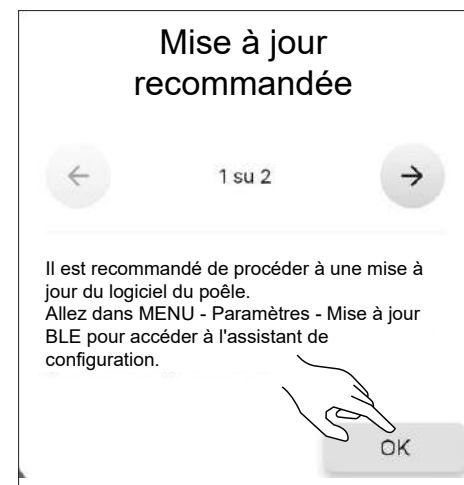 Mise à jour
recommandée
1 su 2
Il est recommandé de procéder à une mise à
jour du logiciel du poêle.
Allez dans MENU - Paramètres - Mise à jour
BLE pour accéder à l'assistant de
configuration.
OK